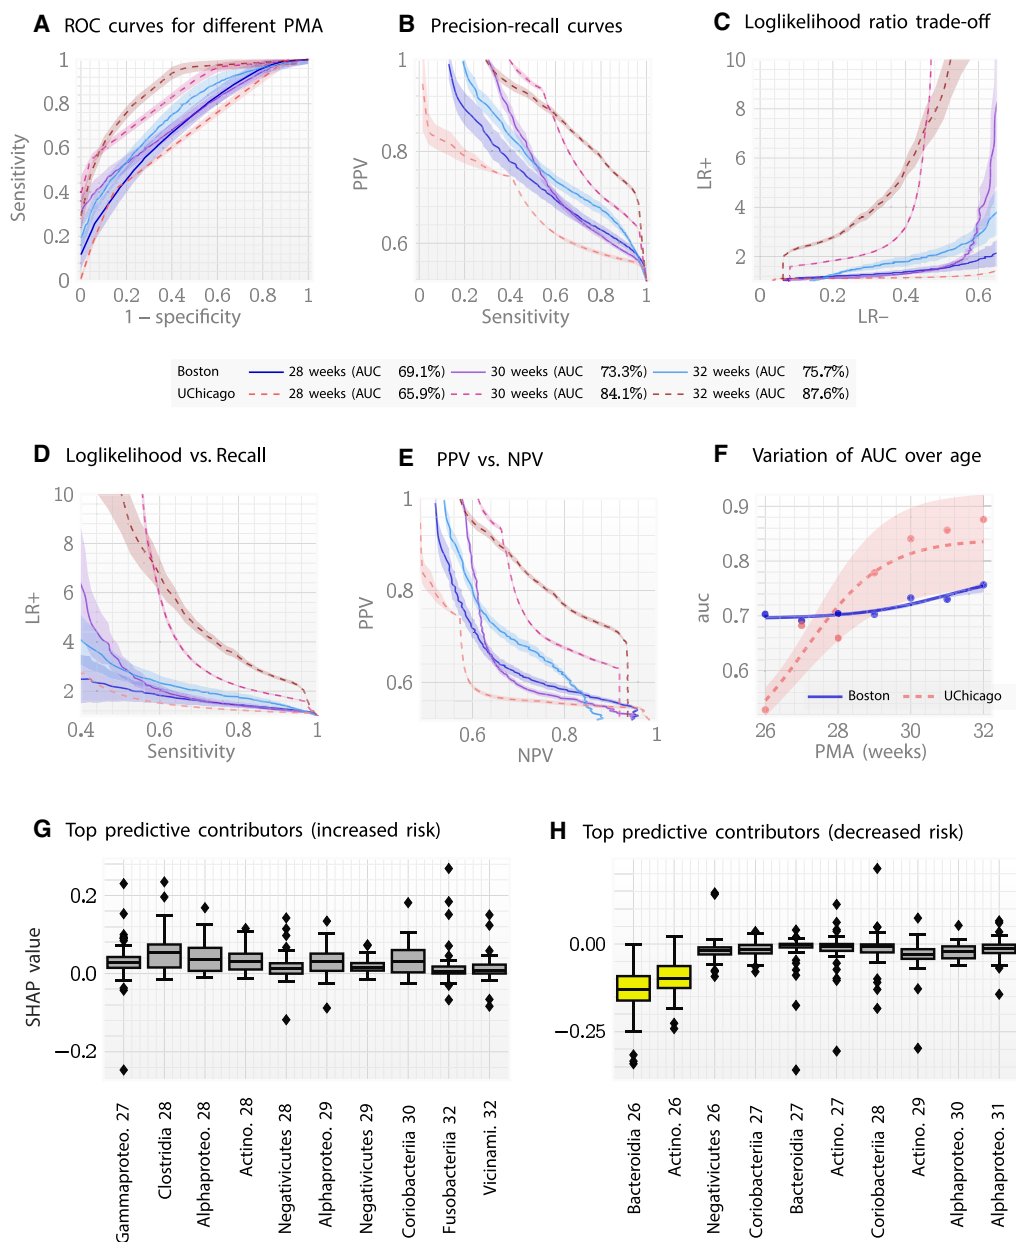 A ROC curves for different PMA
Sensitivity
1
0.8
0.6
0.4
0.2
0
0 0.2 0.4 0.6 0.8 1
1 – specificity
B Precision-recall curves
PPV
1
0.8
0.6
0 0.2 0.4 0.6 0.8 1
Sensitivity
C Loglikelihood ratio trade-off
LR+
10
8
6
4
2
0 0.2 0.4 0.6
LR–
Boston 28 weeks (AUC 69.1%) 30 weeks (AUC 73.3%) 32 weeks (AUC 75.7%)
UChicago 28 weeks (AUC 65.9%) 30 weeks (AUC 84.1%) 32 weeks (AUC 87.6%)
D Loglikelihood vs. Recall
LR+
10
8
6
4
2
0.4 0.6 0.8 1
Sensitivity
E PPV vs. NPV
PPV
1
0.8
0.6
0.6 0.8 1
NPV
F Variation of AUC over age
auc
0.9
0.8
0.7
0.6
Boston UChicago
26 28 30 32
PMA (weeks)
G Top predictive contributors (increased risk)
SHAP value
0.2
0.0
−0.2
Gammaproteo. 27
Clostridia 28
Alphaproteo. 28
Actino. 28
Negativicutes 28
Alphaproteo. 29
Negativicutes 29
Coriobacteriia 30
Fusobacteriia 32
Vicinami. 32
H Top predictive contributors (decreased risk)
0.00
−0.25
Bacteroidia 26
Actino. 26
Negativicutes 26
Coriobacteriia 27
Bacteroidia 27
Actino. 27
Coriobacteriia 28
Actino. 29
Alphaproteo. 30
Alphaproteo. 31